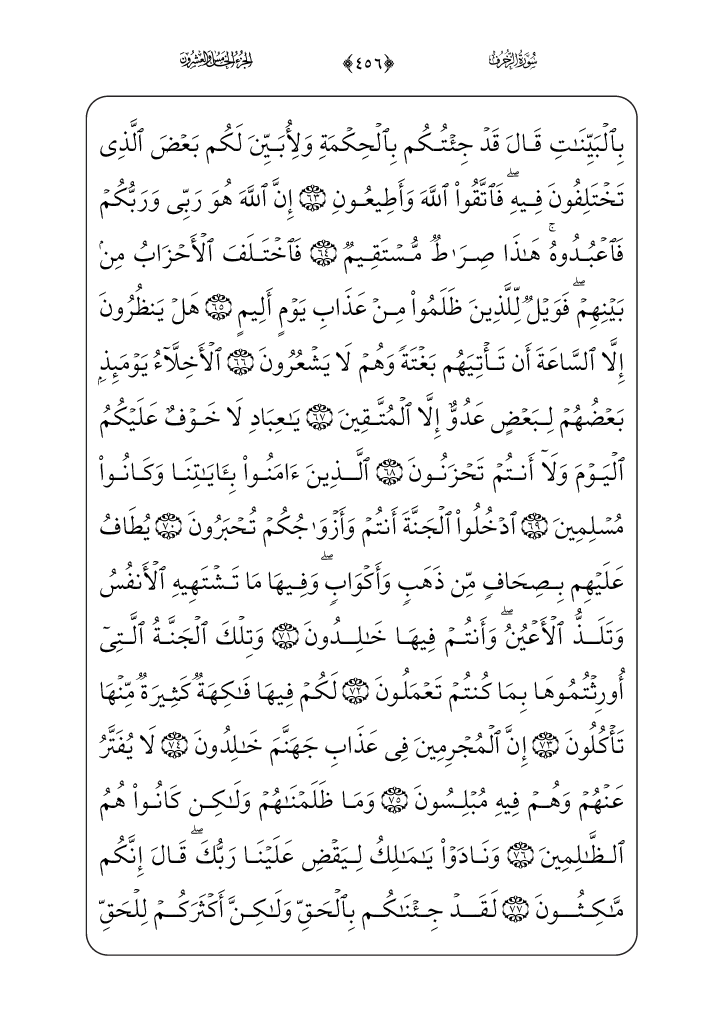 سُورَةُ الزُّخْرُفِ ﴿٤٥٦﴾ الجُزْءُ الخَامِسُ وَالعِشْرُونَ
بِٱلْبَيِّنَٰتِ قَالَ قَدْ جِئْتُكُم بِٱلْحِكْمَةِ وَلِأُبَيِّنَ لَكُم بَعْضَ ٱلَّذِى
تَخْتَلِفُونَ فِيهِۖ فَٱتَّقُوا۟ ٱللَّهَ وَأَطِيعُونِ ۝٦٣ إِنَّ ٱللَّهَ هُوَ رَبِّى وَرَبُّكُمْ
فَٱعْبُدُوهُۚ هَٰذَا صِرَٰطٌ مُّسْتَقِيمٌ ۝٦٤ فَٱخْتَلَفَ ٱلْأَحْزَابُ مِنۢ
بَيْنِهِمْۖ فَوَيْلٌ لِّلَّذِينَ ظَلَمُوا۟ مِنْ عَذَابِ يَوْمٍ أَلِيمٍ ۝٦٥ هَلْ يَنظُرُونَ
إِلَّا ٱلسَّاعَةَ أَن تَأْتِيَهُم بَغْتَةً وَهُمْ لَا يَشْعُرُونَ ۝٦٦ ٱلْأَخِلَّآءُ يَوْمَئِذٍۭ
بَعْضُهُمْ لِبَعْضٍ عَدُوٌّ إِلَّا ٱلْمُتَّقِينَ ۝٦٧ يَٰعِبَادِ لَا خَوْفٌ عَلَيْكُمُ
ٱلْيَوْمَ وَلَآ أَنتُمْ تَحْزَنُونَ ۝٦٨ ٱلَّذِينَ ءَامَنُوا۟ بِـَٔايَٰتِنَا وَكَانُوا۟
مُسْلِمِينَ ۝٦٩ ٱدْخُلُوا۟ ٱلْجَنَّةَ أَنتُمْ وَأَزْوَٰجُكُمْ تُحْبَرُونَ ۝٧٠ يُطَافُ
عَلَيْهِم بِصِحَافٍ مِّن ذَهَبٍ وَأَكْوَابٍۖ وَفِيهَا مَا تَشْتَهِيهِ ٱلْأَنفُسُ
وَتَلَذُّ ٱلْأَعْيُنُۖ وَأَنتُمْ فِيهَا خَٰلِدُونَ ۝٧١ وَتِلْكَ ٱلْجَنَّةُ ٱلَّتِىٓ
أُورِثْتُمُوهَا بِمَا كُنتُمْ تَعْمَلُونَ ۝٧٢ لَكُمْ فِيهَا فَٰكِهَةٌ كَثِيرَةٌ مِّنْهَا
تَأْكُلُونَ ۝٧٣ إِنَّ ٱلْمُجْرِمِينَ فِى عَذَابِ جَهَنَّمَ خَٰلِدُونَ ۝٧٤ لَا يُفَتَّرُ
عَنْهُمْ وَهُمْ فِيهِ مُبْلِسُونَ ۝٧٥ وَمَا ظَلَمْنَٰهُمْ وَلَٰكِن كَانُوا۟ هُمُ
ٱلظَّٰلِمِينَ ۝٧٦ وَنَادَوْا۟ يَٰمَٰلِكُ لِيَقْضِ عَلَيْنَا رَبُّكَۖ قَالَ إِنَّكُم
مَّٰكِثُونَ ۝٧٧ لَقَدْ جِئْنَٰكُم بِٱلْحَقِّ وَلَٰكِنَّ أَكْثَرَكُمْ لِلْحَقِّ